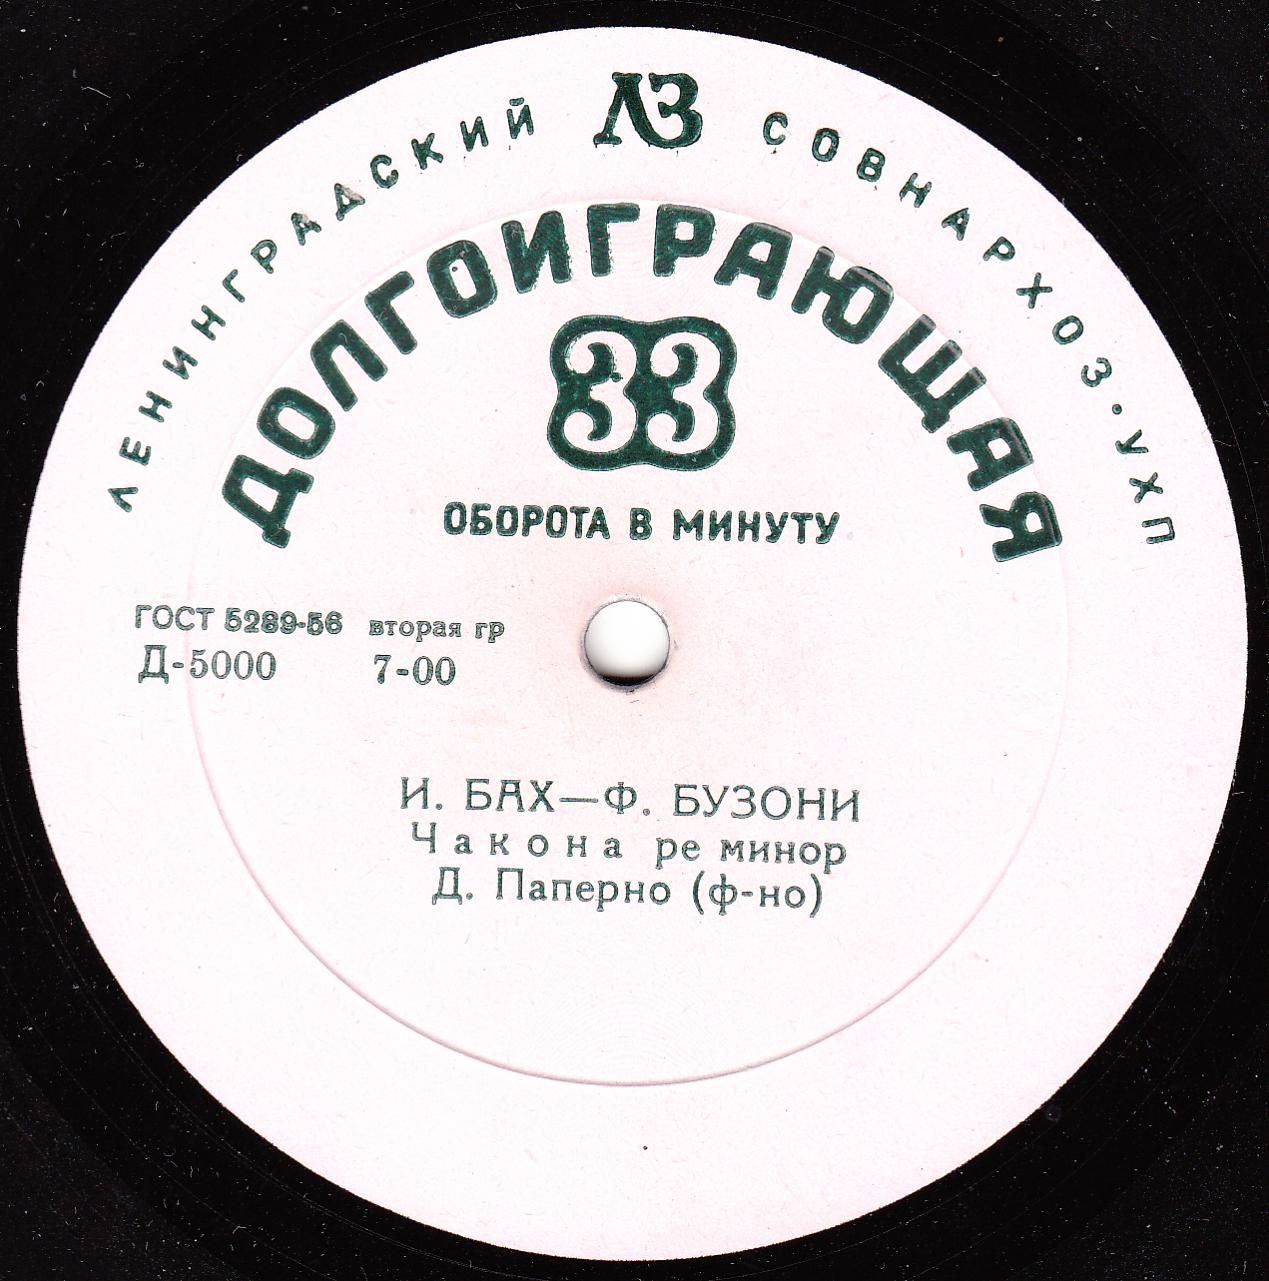 ЛЕНИНГРАДСКИЙ ЛЗ СОВНАРХОЗ·УХП
ДОЛГОИГРАЮЩАЯ
33
ОБОРОТА В МИНУТУ
ГОСТ 5289-56 вторая гр
Д-5000 7-00
И. БАХ—Ф. БУЗОНИ
Чакона ре минор
Д. Паперно (ф-но)